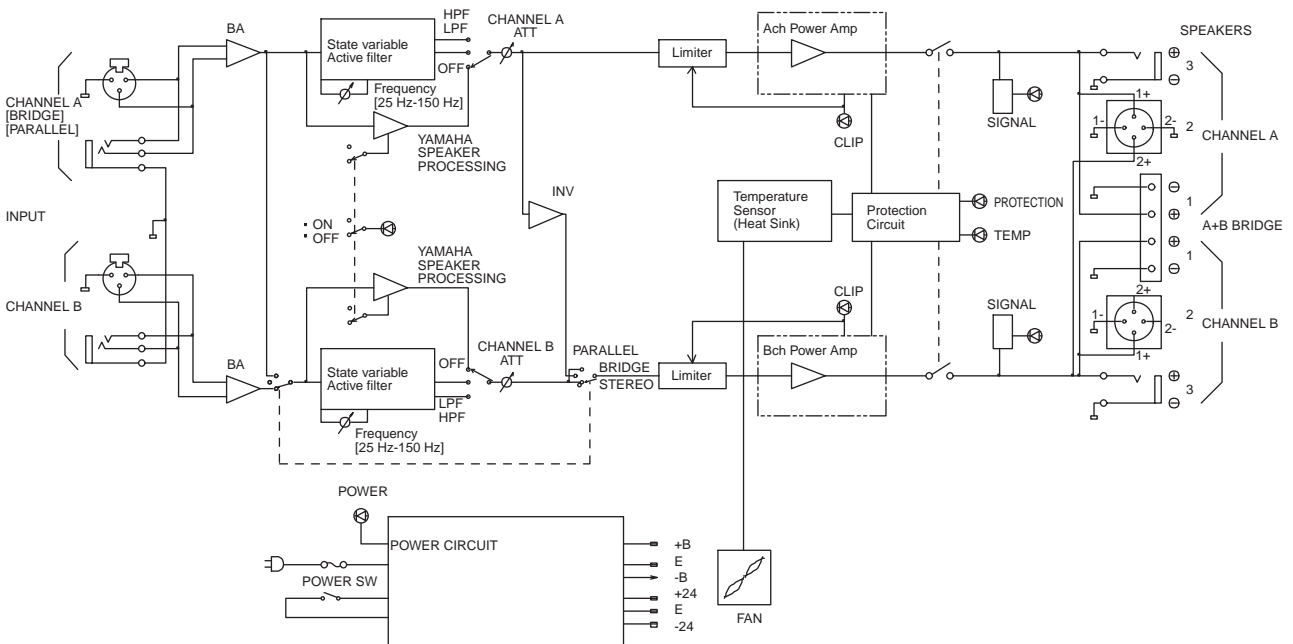 HPF
LPF
OFF
CHANNEL A
ATT
BA
State variable
Active filter
Frequency
[25 Hz-150 Hz]
YAMAHA
SPEAKER
PROCESSING
CHANNEL A
[BRIDGE]
[PARALLEL]
INPUT
: ON
: OFF
INV
Limiter
Ach Power Amp
CLIP
SIGNAL
SPEAKERS
⊕
3
⊖
1+
1-
2-
2
2+
CHANNEL A
⊖
1
⊕
A+B BRIDGE
⊕
1
⊖
Temperature
Sensor
(Heat Sink)
Protection
Circuit
PROTECTION
TEMP
YAMAHA
SPEAKER
PROCESSING
CHANNEL B
BA
State variable
Active filter
OFF
LPF
HPF
Frequency
[25 Hz-150 Hz]
CHANNEL B
ATT
PARALLEL
BRIDGE
STEREO
Limiter
CLIP
Bch Power Amp
SIGNAL
2+
1-
2-
2
1+
CHANNEL B
⊕
3
⊖
POWER
POWER CIRCUIT
POWER SW
+B
E
-B
+24
E
-24
FAN